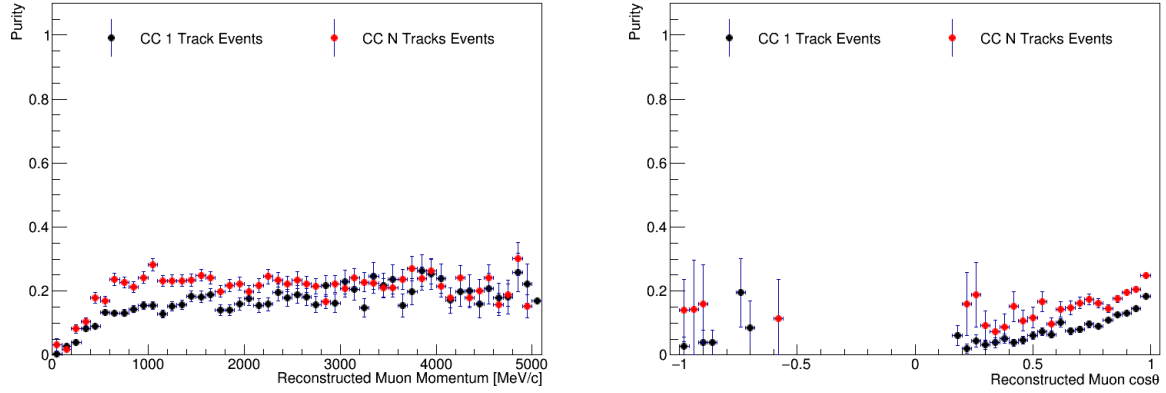 Purity
1
0.8
0.6
0.4
0.2
0
CC 1 Track Events
CC N Tracks Events
0 1000 2000 3000 4000 5000
Reconstructed Muon Momentum [MeV/c]
Purity
1
0.8
0.6
0.4
0.2
0
CC 1 Track Events
CC N Tracks Events
−1 −0.5 0 0.5 1
Reconstructed Muon cosθ